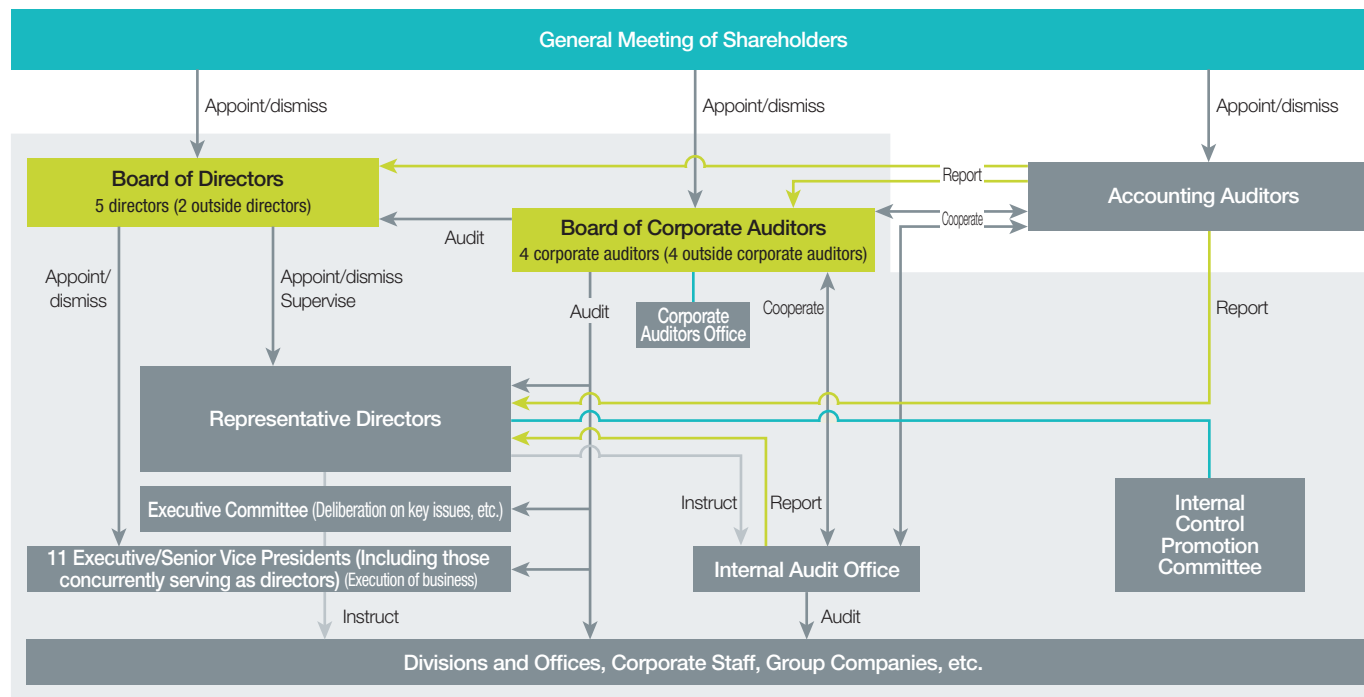 General Meeting of Shareholders
Appoint/dismiss
Appoint/dismiss
Appoint/dismiss
Board of Directors
5 directors (2 outside directors)
Report
Accounting Auditors
Audit
Board of Corporate Auditors
4 corporate auditors (4 outside corporate auditors)
Cooperate
Appoint/
dismiss
Appoint/dismiss
Supervise
Audit
Corporate
Auditors Office
Cooperate
Report
Representative Directors
Executive Committee (Deliberation on key issues, etc.)
Instruct
Report
Internal
Control
Promotion
Committee
11 Executive/Senior Vice Presidents (Including those
concurrently serving as directors) (Execution of business)
Internal Audit Office
Instruct
Audit
Divisions and Offices, Corporate Staff, Group Companies, etc.